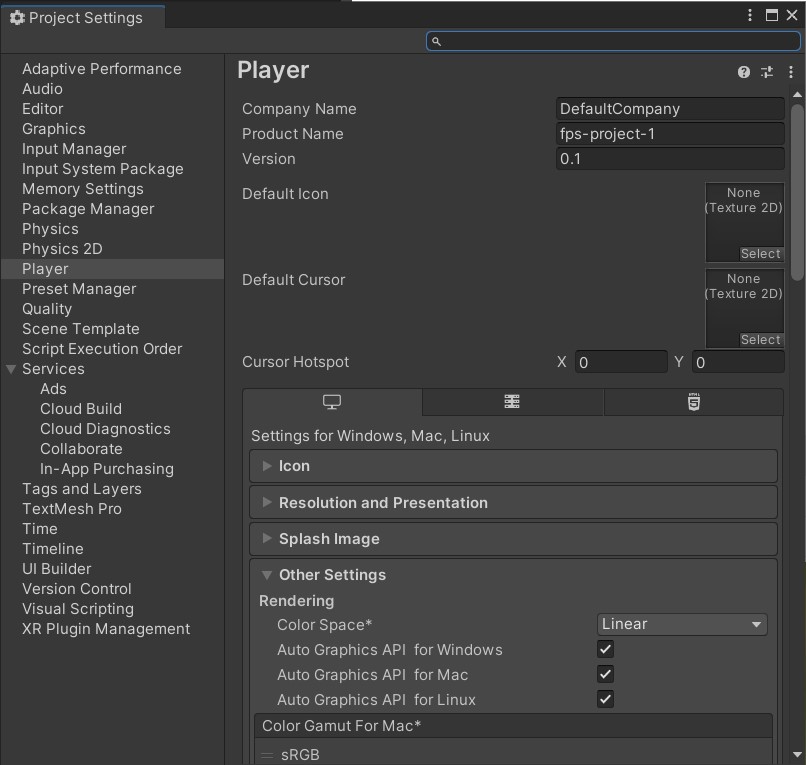 Project Settings
Adaptive Performance
Audio
Editor
Graphics
Input Manager
Input System Package
Memory Settings
Package Manager
Physics
Physics 2D
Player
Preset Manager
Quality
Scene Template
Script Execution Order
Services
Ads
Cloud Build
Cloud Diagnostics
Collaborate
In-App Purchasing
Tags and Layers
TextMesh Pro
Time
Timeline
UI Builder
Version Control
Visual Scripting
XR Plugin Management
Player
Company Name DefaultCompany
Product Name fps-project-1
Version 0.1
Default Icon
None
(Texture 2D)
Select
Default Cursor
None
(Texture 2D)
Select
Cursor Hotspot X 0 Y 0
HTML
Settings for Windows, Mac, Linux
Icon
Resolution and Presentation
Splash Image
Other Settings
Rendering
Color Space* Linear
Auto Graphics API for Windows
Auto Graphics API for Mac
Auto Graphics API for Linux
Color Gamut For Mac*
sRGB